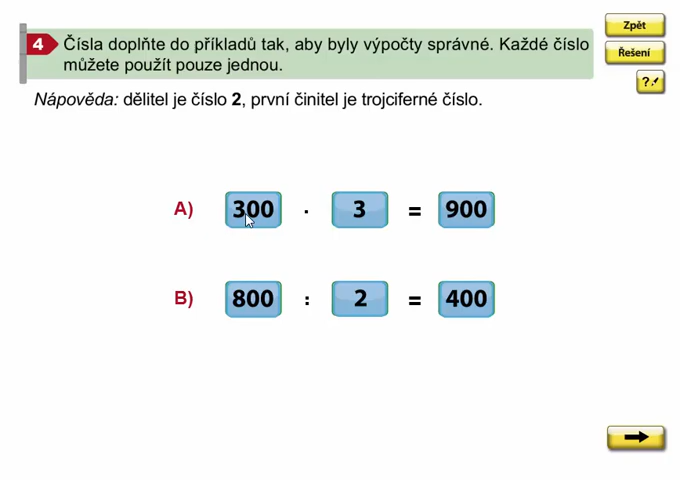 Zpět
4 Čísla doplňte do příkladů tak, aby byly výpočty správné. Každé číslo
můžete použít pouze jednou.
Řešení
?
Nápověda: dělitel je číslo 2, první činitel je trojciferné číslo.
A) 300 · 3 = 900
B) 800 : 2 = 400